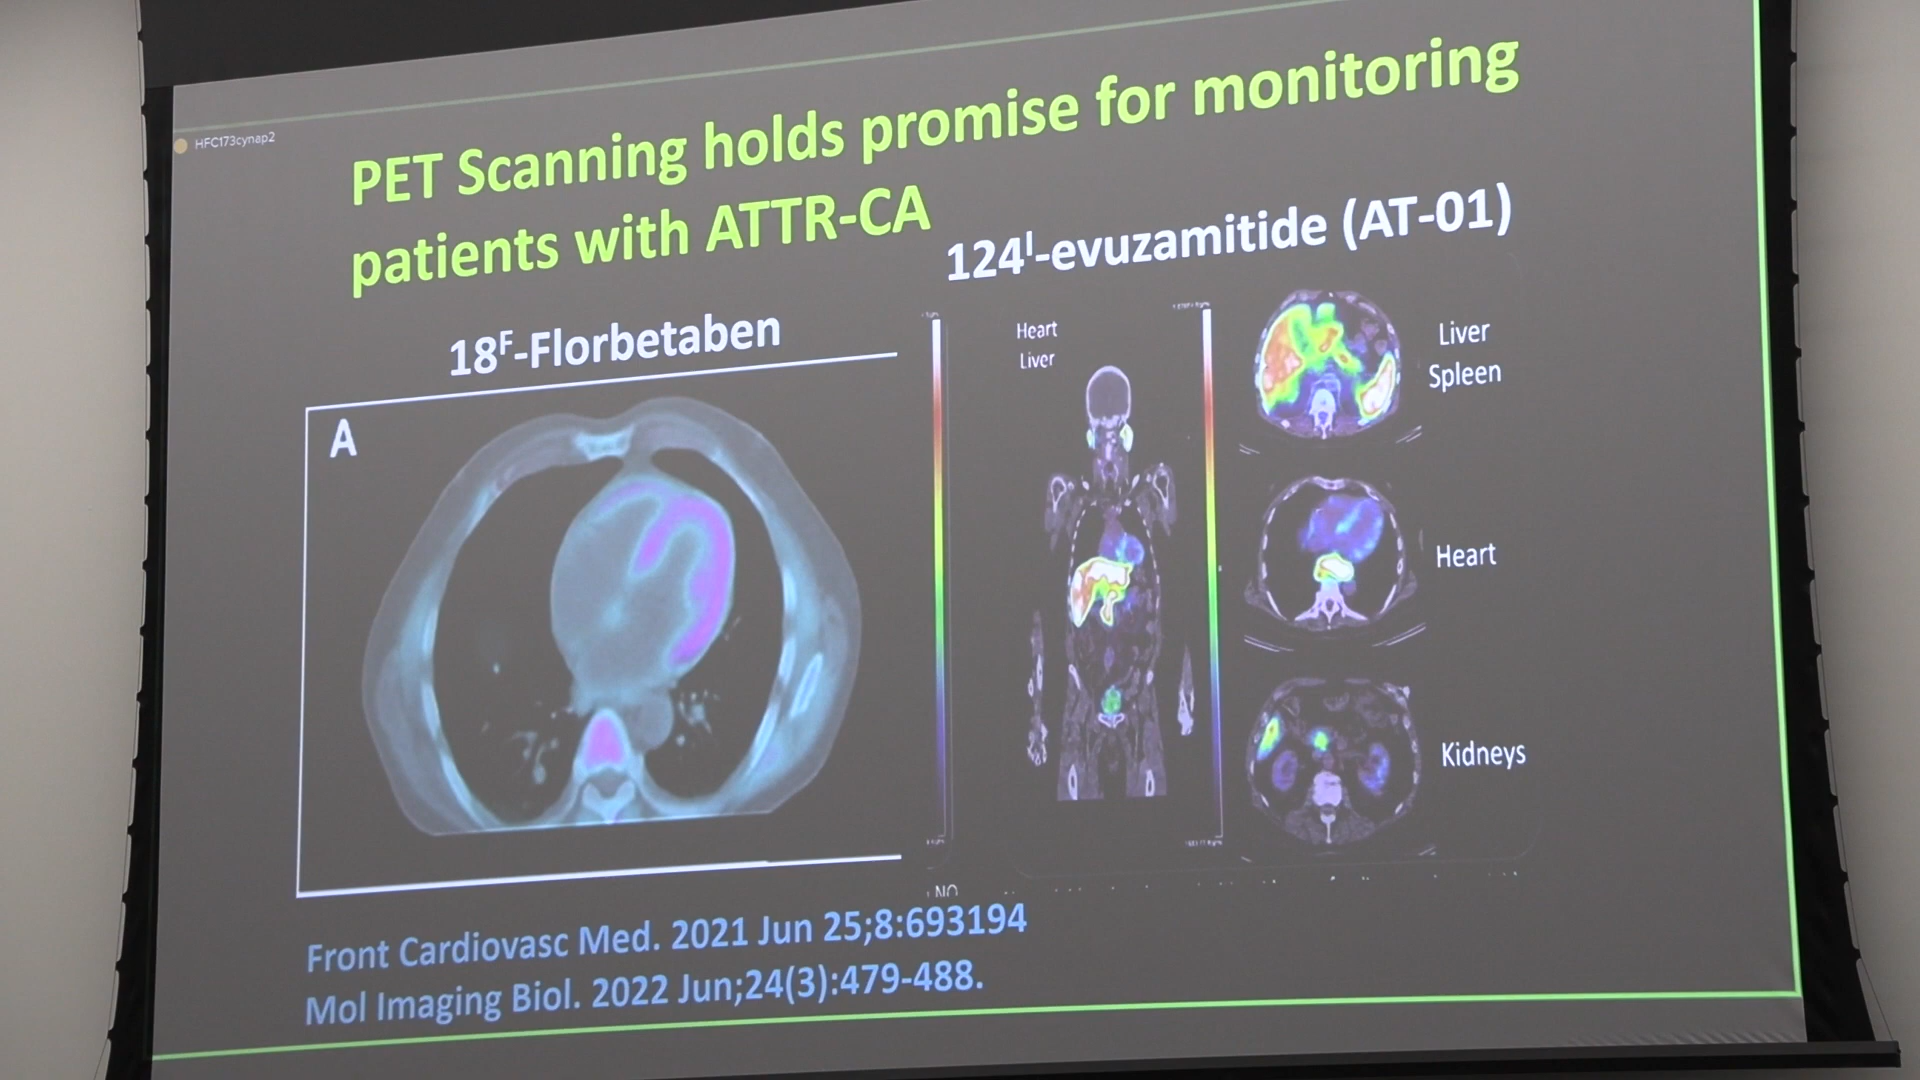 HFC173cynap2
PET Scanning holds promise for monitoring
patients with ATTR-CA
124I-evuzamitide (AT-01)
18F-Florbetaben
A
Heart
Liver
Liver
Spleen
Heart
Kidneys
NO
Front Cardiovasc Med. 2021 Jun 25;8:693194
Mol Imaging Biol. 2022 Jun;24(3):479-488.